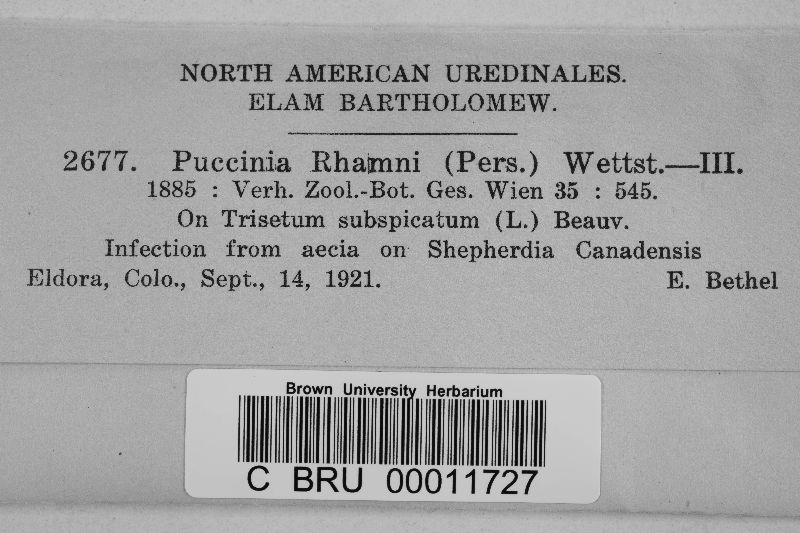 NORTH AMERICAN UREDINALES.
ELAM BARTHOLOMEW.
2677. Puccinia Rhamni (Pers.) Wettst.—III.
1885 : Verh. Zool.-Bot. Ges. Wien 35 : 545.
On Trisetum subspicatum (L.) Beauv.
Infection from aecia on Shepherdia Canadensis
Eldora, Colo., Sept., 14, 1921. E. Bethel
Brown University Herbarium
C BRU 00011727